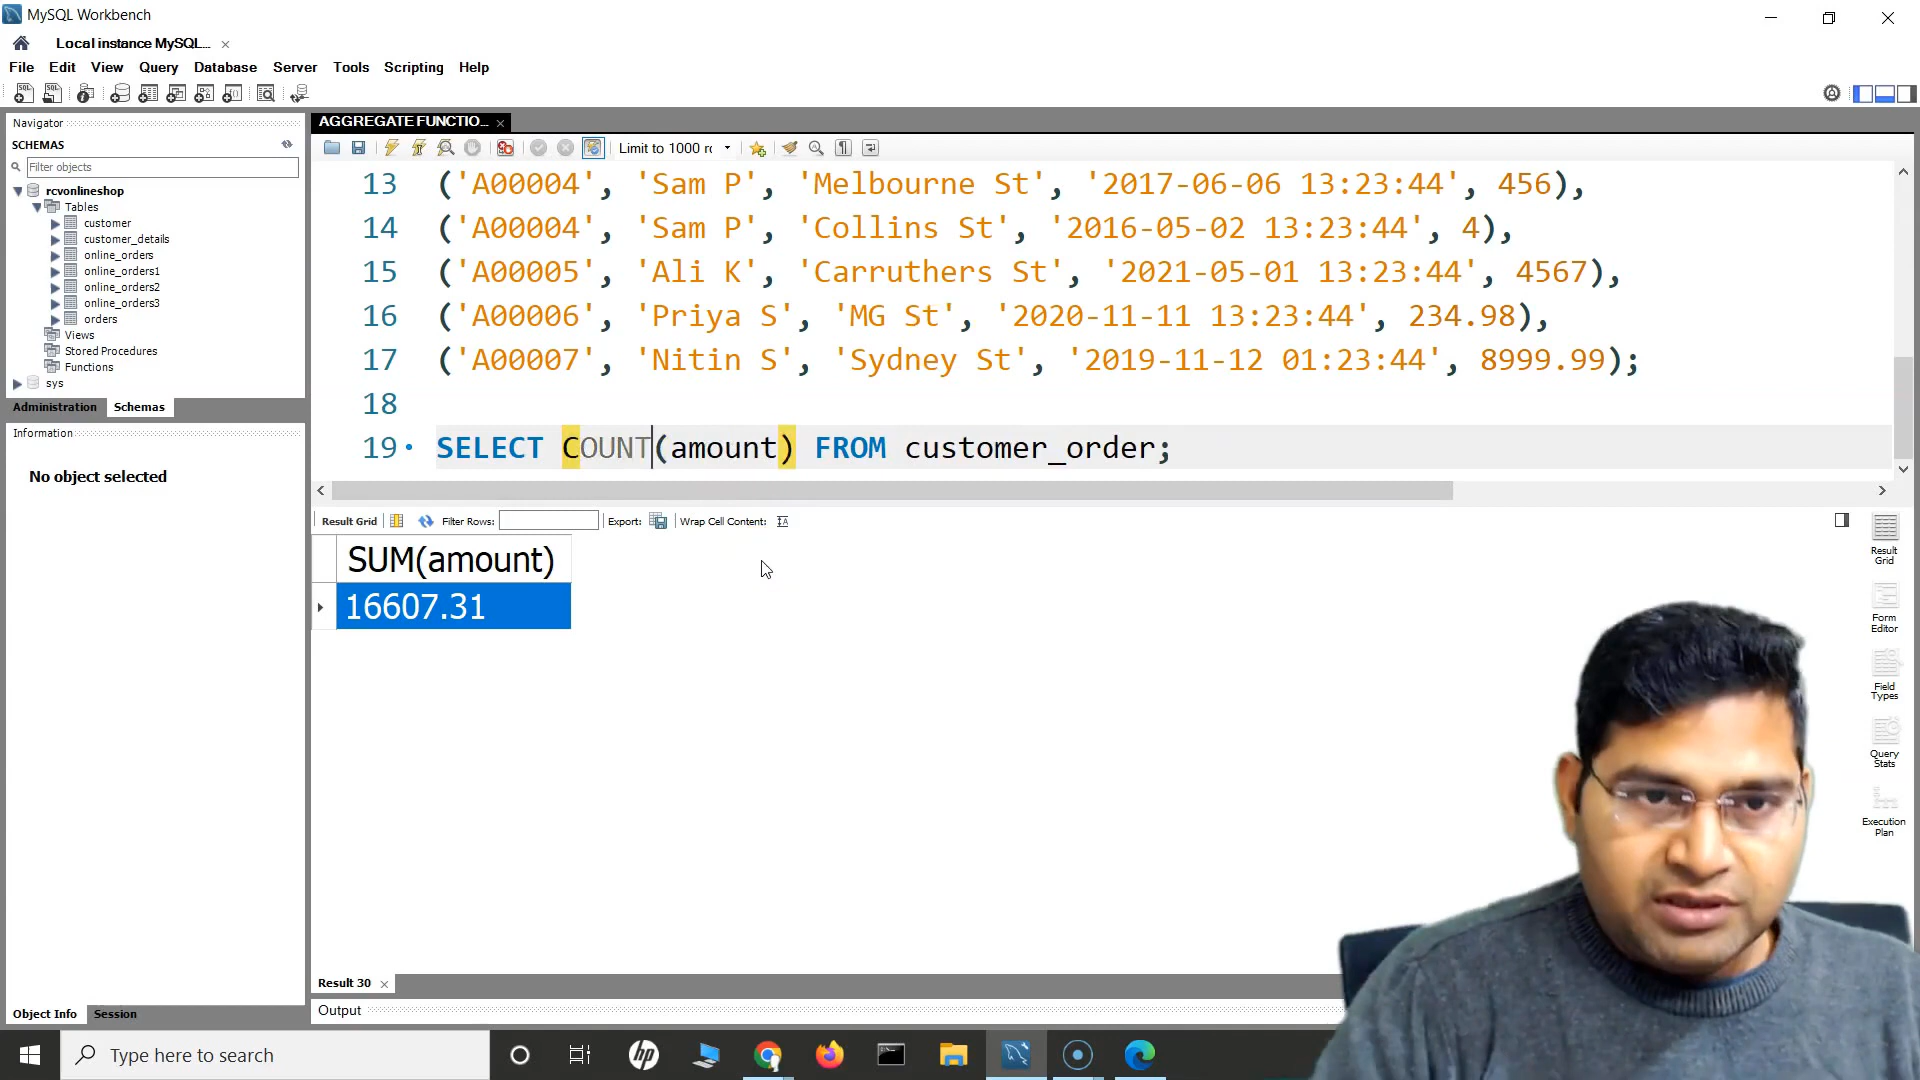 MySQL Workbench
Local instance MySQL...
File Edit View Query Database Server Tools Scripting Help
Navigator
SCHEMAS
Filter objects
rcvonlineshop
Tables
customer
customer_details
online_orders
online_orders1
online_orders2
online_orders3
orders
Views
Stored Procedures
Functions
sys
Administration Schemas
Information
No object selected
Object Info Session
AGGREGATE FUNCTIO...
Limit to 1000 rc
13 ('A00004', 'Sam P', 'Melbourne St', '2017-06-06 13:23:44', 456),
14 ('A00004', 'Sam P', 'Collins St', '2016-05-02 13:23:44', 4),
15 ('A00005', 'Ali K', 'Carruthers St', '2021-05-01 13:23:44', 4567),
16 ('A00006', 'Priya S', 'MG St', '2020-11-11 13:23:44', 234.98),
17 ('A00007', 'Nitin S', 'Sydney St', '2019-11-12 01:23:44', 8999.99);
18
19 SELECT COUNT(amount) FROM customer_order;
Result Grid Filter Rows: Export: Wrap Cell Content:
SUM(amount)
16607.31
Result Grid
Form Editor
Field Types
Query Stats
Execution Plan
Result 30
Output
Type here to search
hp